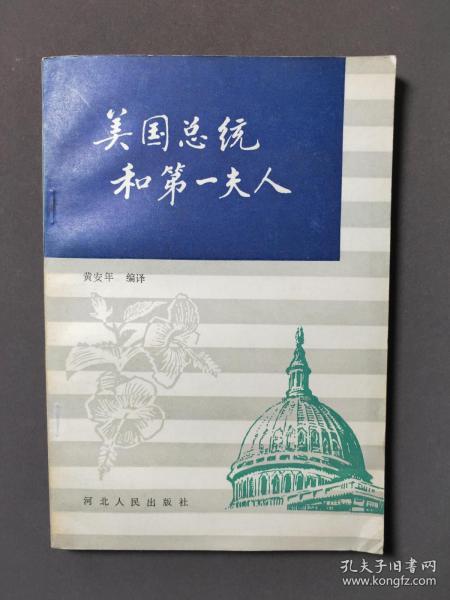 美国总统
和第一夫人
黄安年 编译
河北人民出版社
孔夫子旧书网
www.kongfz.com